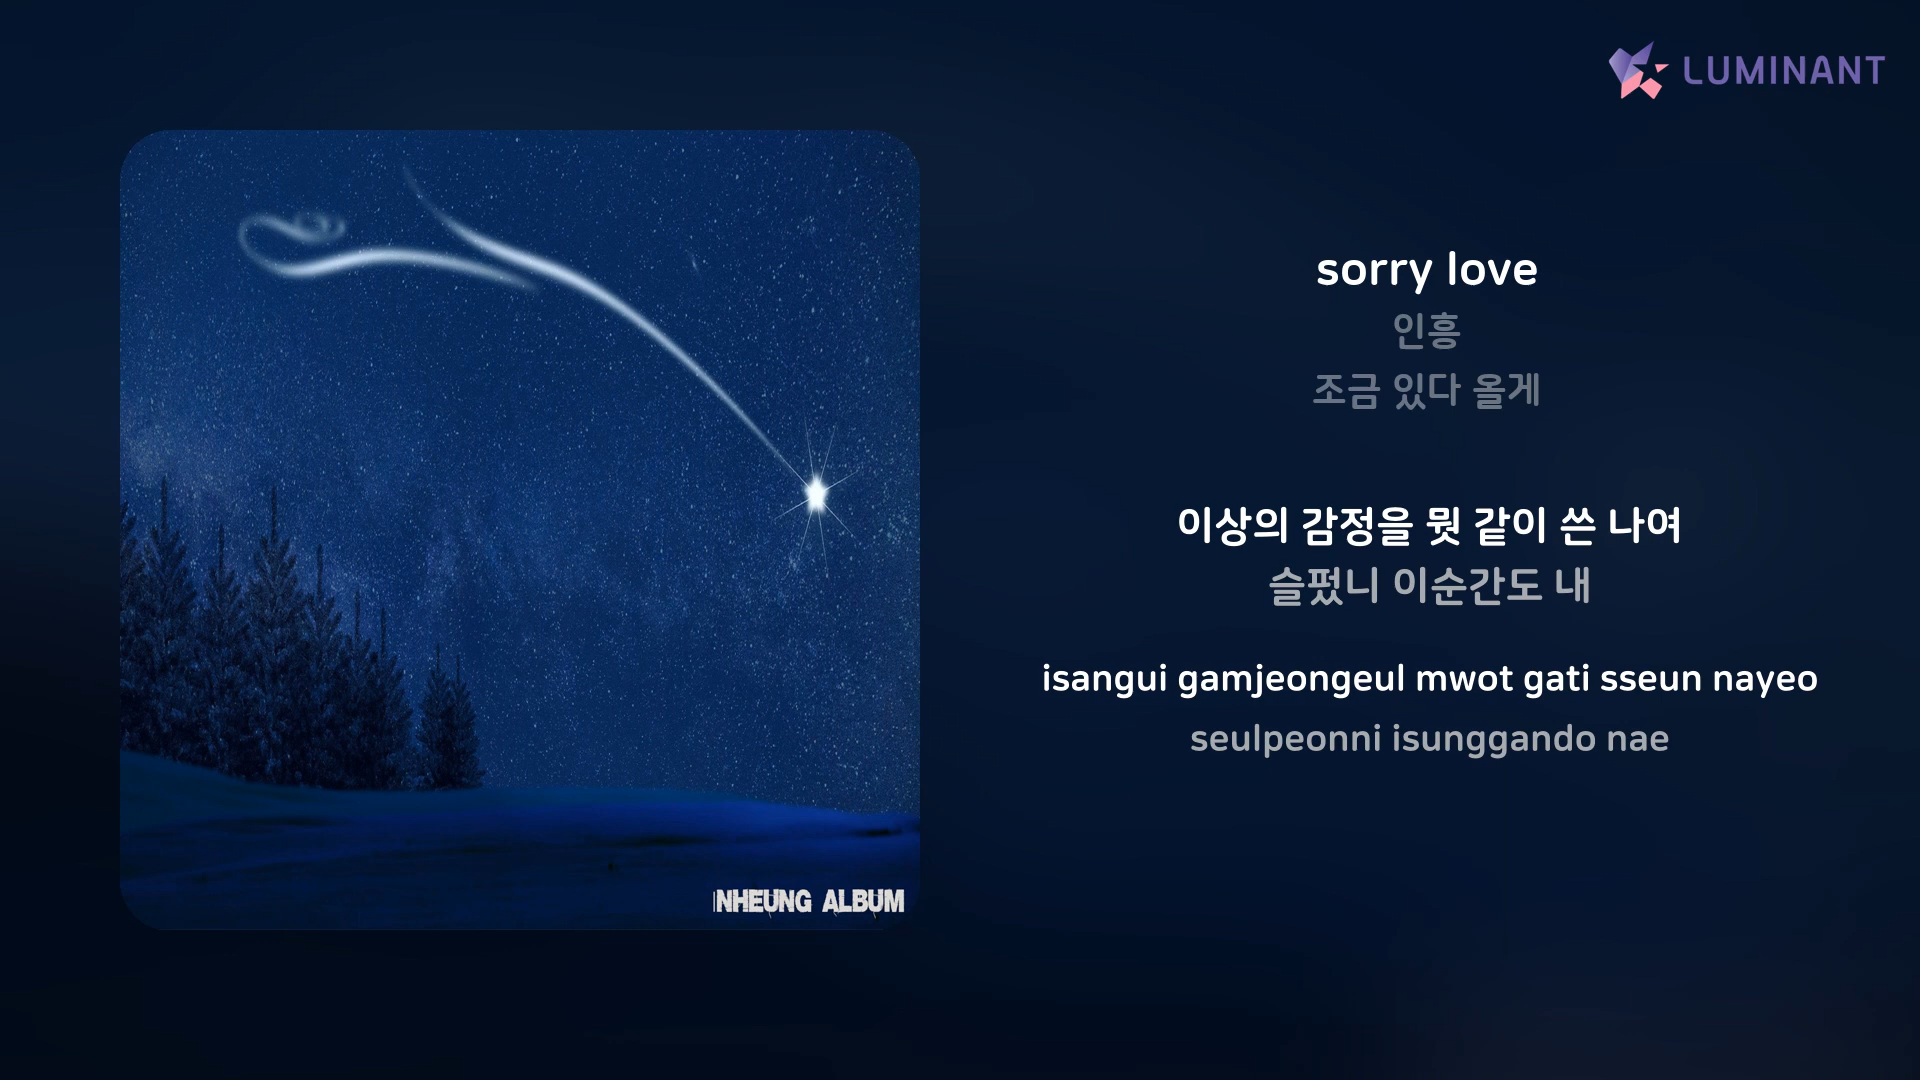 LUMINANT
sorry love
인흥
조금 있다 올게
이상의 감정을 뭣 같이 쓴 나여
슬펐니 이순간도 내
isangui gamjeongeul mwot gati sseun nayeo
seulpeonni isunggando nae
INHEUNG ALBUM